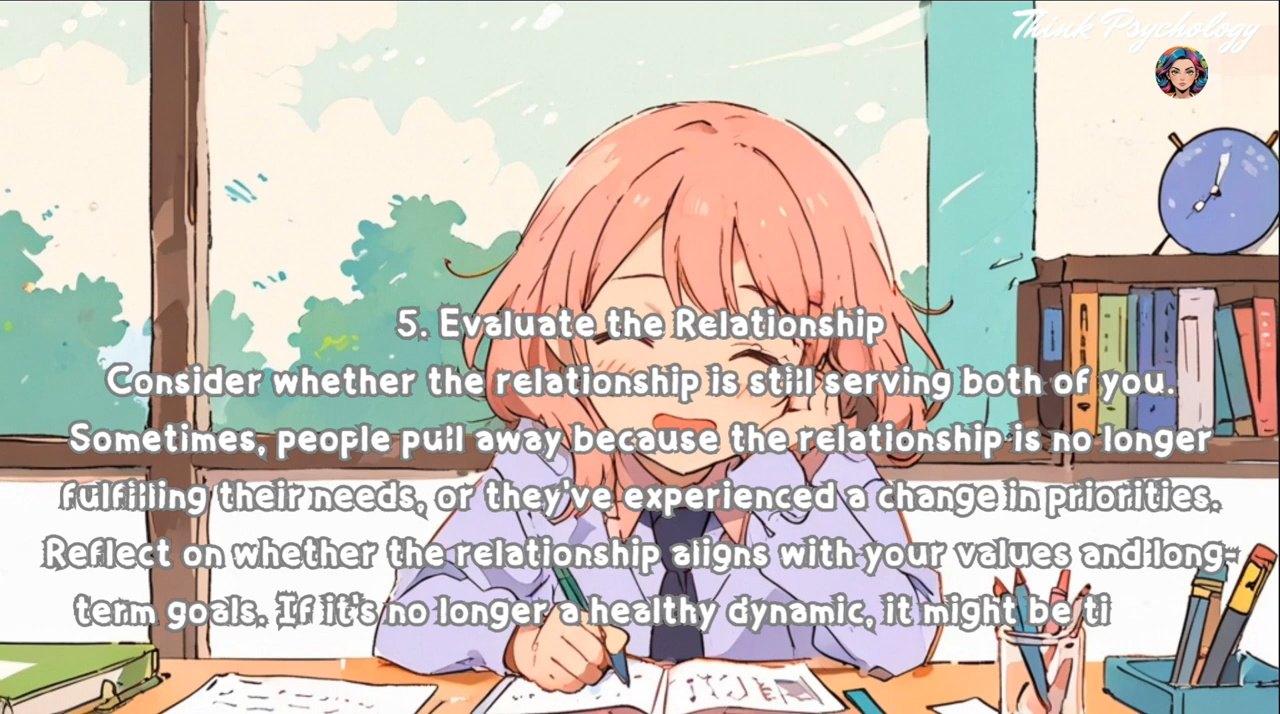 Think Psychology
5. Evaluate the Relationship
Consider whether the relationship is still serving both of you.
Sometimes, people pull away because the relationship is no longer
fulfilling their needs, or they've experienced a change in priorities.
Reflect on whether the relationship aligns with your values and long-
term goals. If it's no longer a healthy dynamic, it might be ti